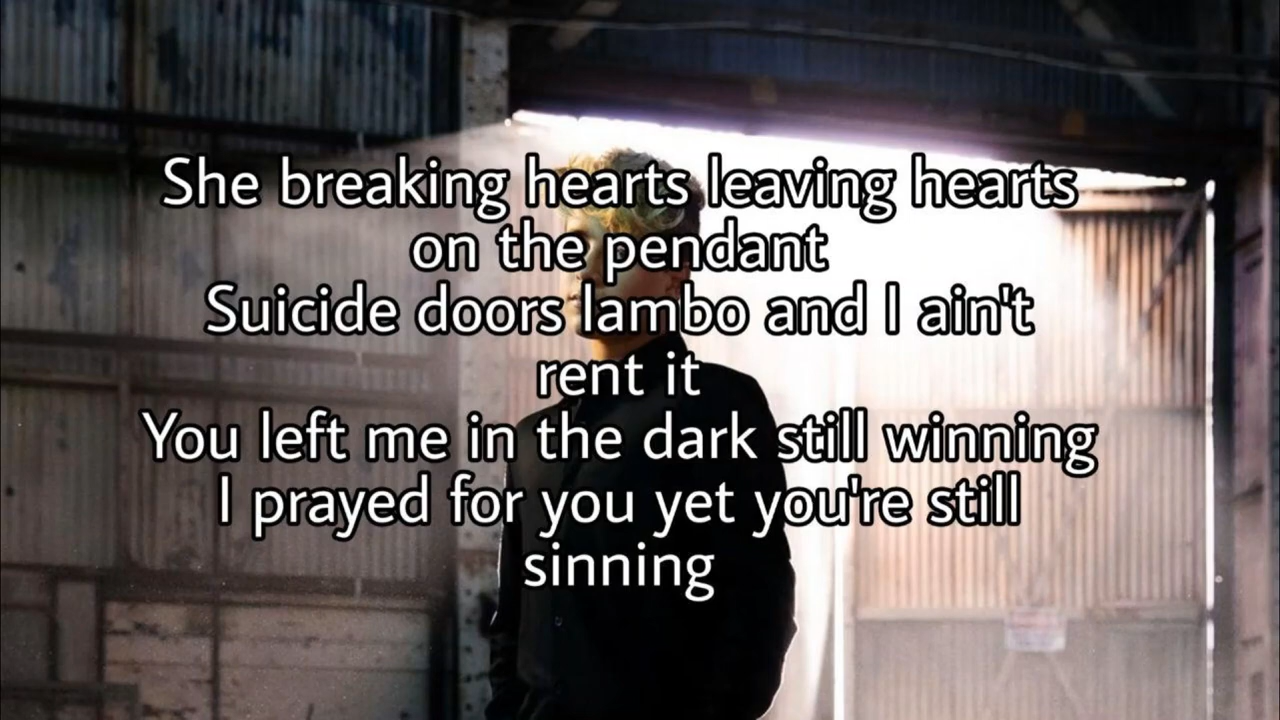 She breaking hearts leaving hearts
on the pendant
Suicide doors lambo and I ain't
rent it
You left me in the dark still winning
I prayed for you yet you're still
sinning